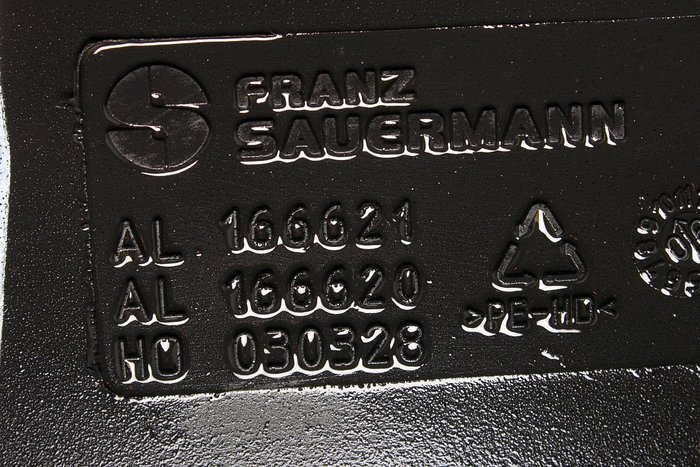 FRANZ
SAUERMANN
AL 166621
AL 166620
HO 030328
>PE-HD<